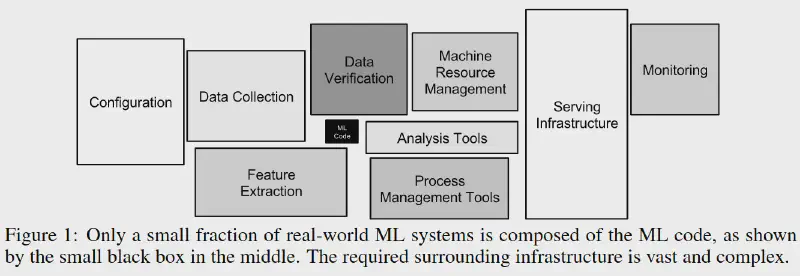 Configuration
Data Collection
Data
Verification
Machine
Resource
Management
Serving
Infrastructure
Monitoring
ML
Code
Analysis Tools
Feature
Extraction
Process
Management Tools
Figure 1: Only a small fraction of real-world ML systems is composed of the ML code, as shown
by the small black box in the middle. The required surrounding infrastructure is vast and complex.